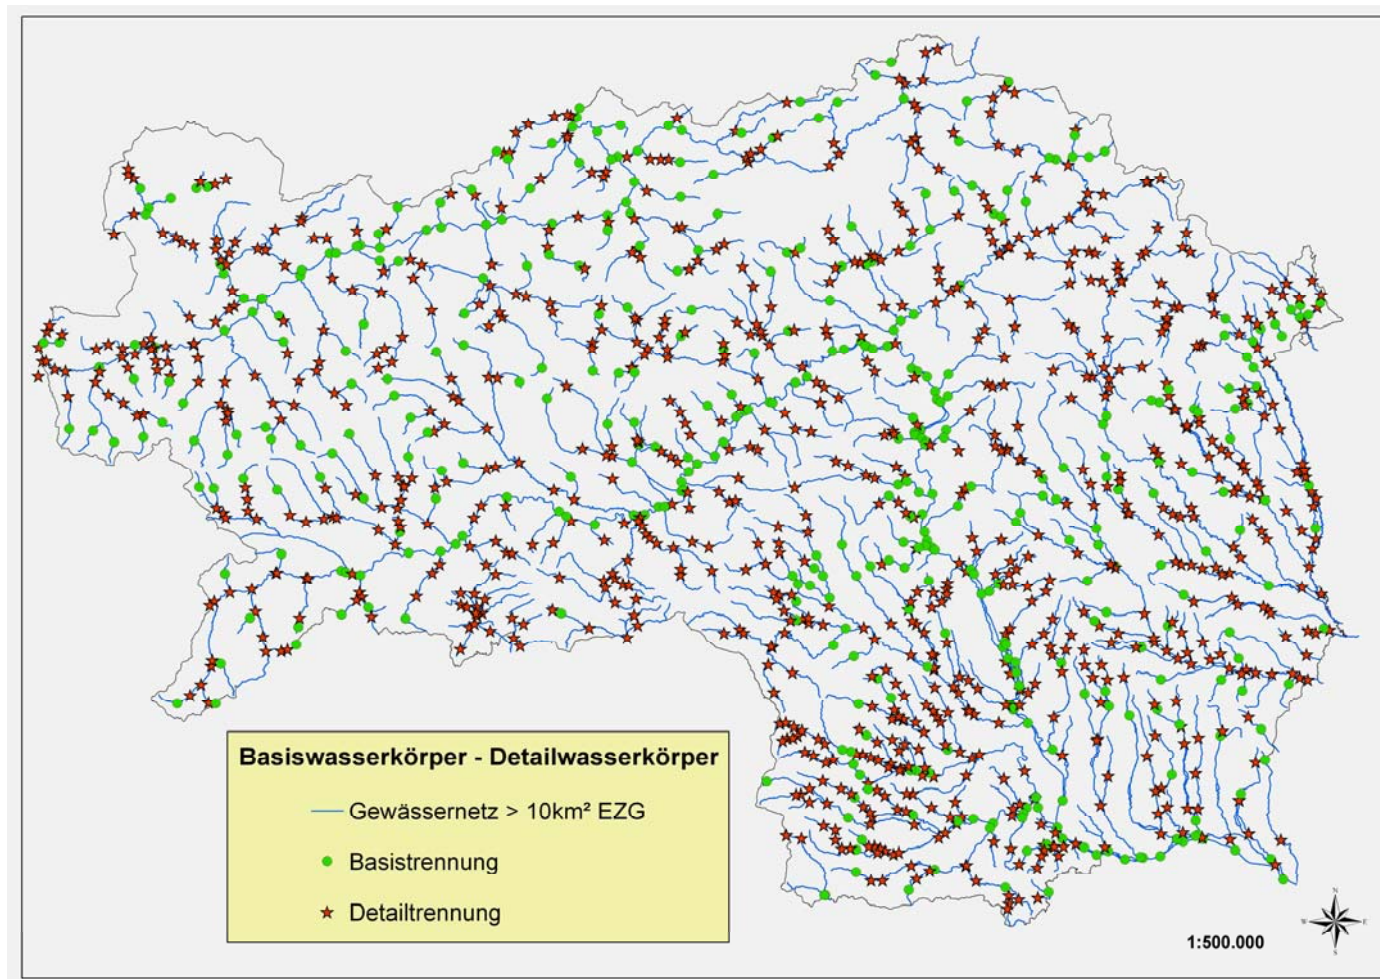 Basiswasserkörper - Detailwasserkörper
Gewässernetz > 10km² EZG
Basistrennung
Detailtrennung
1:500.000
N
W E
S